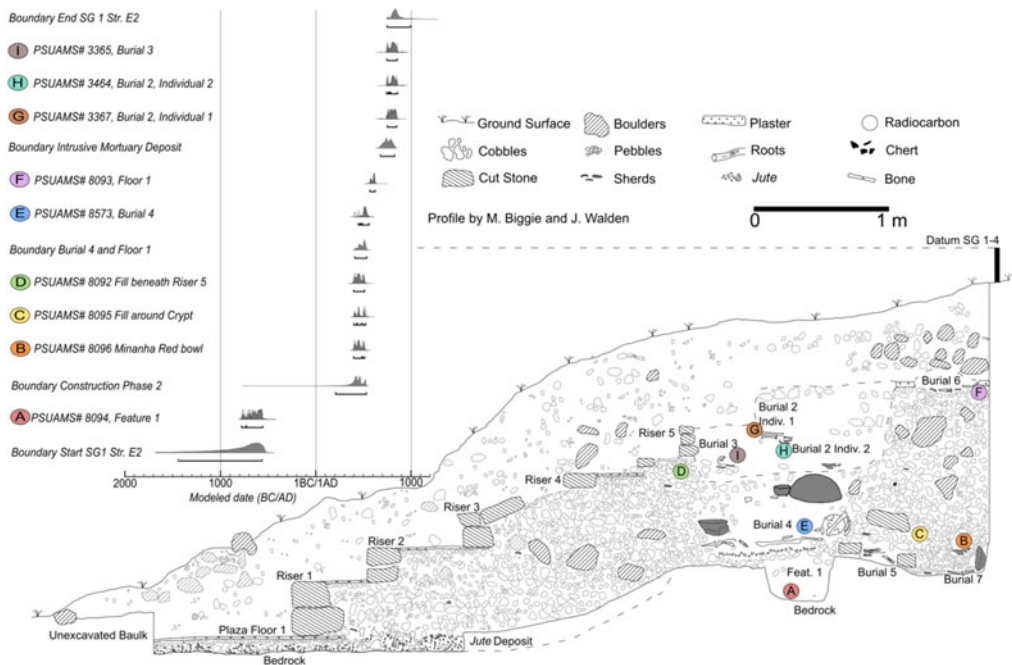 Boundary End SG 1 Str. E2
I PSUAMS# 3365, Burial 3
H PSUAMS# 3464, Burial 2, Individual 2
G PSUAMS# 3367, Burial 2, Individual 1
Boundary Intrusive Mortuary Deposit
F PSUAMS# 8093, Floor 1
E PSUAMS# 8573, Burial 4
Boundary Burial 4 and Floor 1
D PSUAMS# 8092 Fill beneath Riser 5
C PSUAMS# 8095 Fill around Crypt
B PSUAMS# 8096 Minanha Red bowl
Boundary Construction Phase 2
A PSUAMS# 8094, Feature 1
Boundary Start SG1 Str. E2
2000 1000 1BC/1AD 1000
Modeled date (BC/AD)
Ground Surface Boulders Plaster Radiocarbon
Cobbles Pebbles Roots Chert
Cut Stone Sherds Jute Bone
Profile by M. Biggie and J. Walden
0 1 m
Datum SG 1-4
Burial 6
F
Burial 2
Indiv. 1
G
Riser 5
Burial 3
I
H
Burial 2 Indiv. 2
D
Riser 4
Riser 3
Burial 4
E
C
B
Riser 2
Burial 5
Burial 7
Riser 1
Feat. 1
A
Bedrock
Unexcavated Baulk
Plaza Floor 1
Jute Deposit
Bedrock